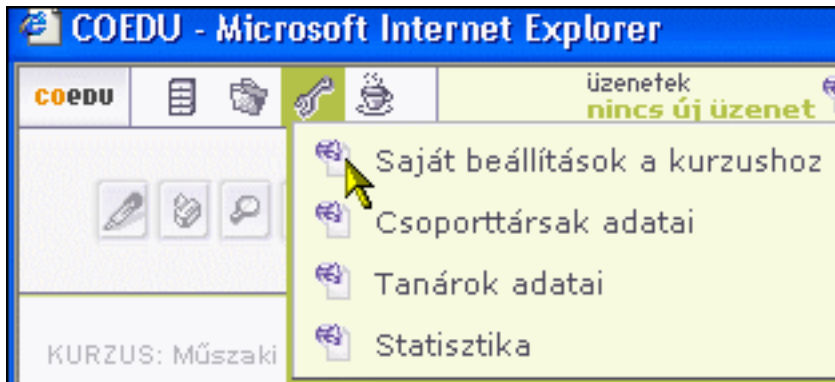 COEDU - Microsoft Internet Explorer
COEDU
üzenetek
nincs új üzenet
Saját beállítások a kurzushoz
Csoporttársak adatai
Tanárok adatai
Statisztika
KURZUS: Műszaki